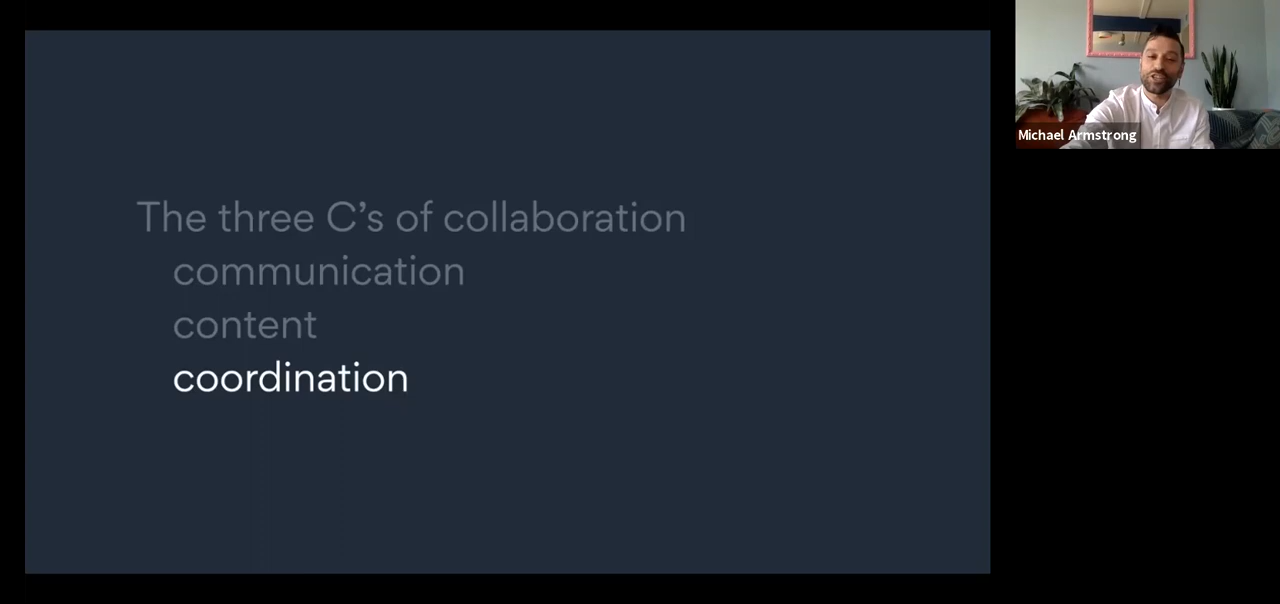 The three C’s of collaboration
communication
content
coordination
Michael Armstrong